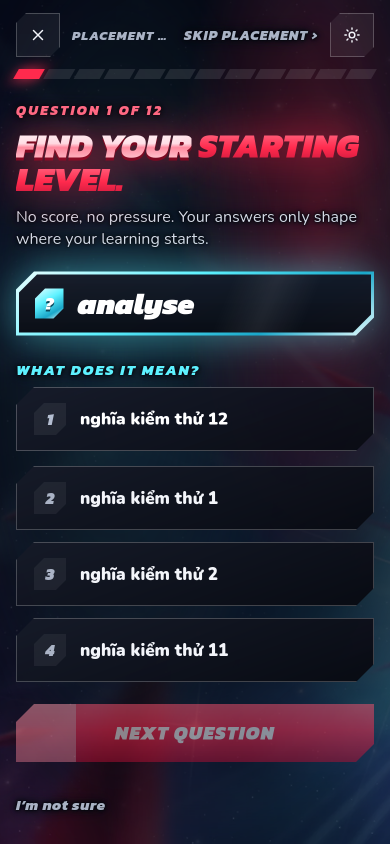 PLACEMENT …
SKIP PLACEMENT >
QUESTION 1 OF 12
FIND YOUR STARTING
LEVEL.
No score, no pressure. Your answers only shape
where your learning starts.
? analyse
WHAT DOES IT MEAN?
1 nghĩa kiểm thử 12
2 nghĩa kiểm thử 1
3 nghĩa kiểm thử 2
4 nghĩa kiểm thử 11
NEXT QUESTION
I'm not sure